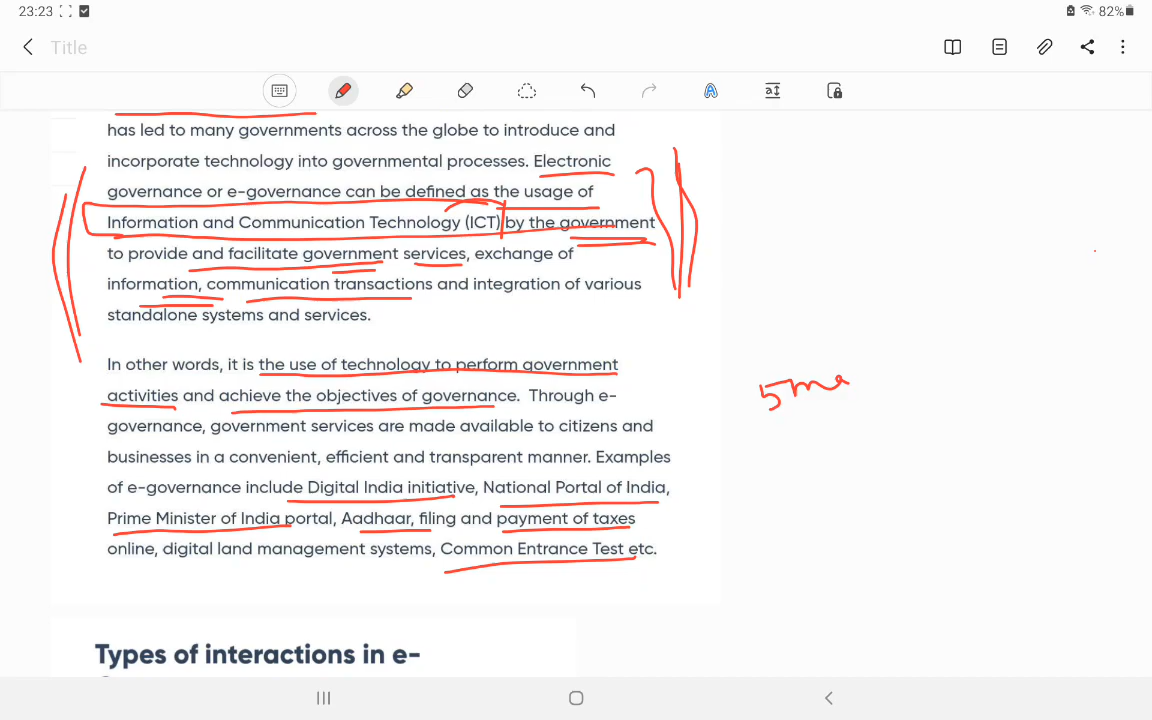 23:23 82%
Title
has led to many governments across the globe to introduce and
incorporate technology into governmental processes. Electronic
governance or e-governance can be defined as the usage of
Information and Communication Technology (ICT) by the government
to provide and facilitate government services, exchange of
information, communication transactions and integration of various
standalone systems and services.
In other words, it is the use of technology to perform government
activities and achieve the objectives of governance. Through e-
governance, government services are made available to citizens and
businesses in a convenient, efficient and transparent manner. Examples
of e-governance include Digital India initiative, National Portal of India,
Prime Minister of India portal, Aadhaar, filing and payment of taxes
online, digital land management systems, Common Entrance Test etc.
5 ma
Types of interactions in e-